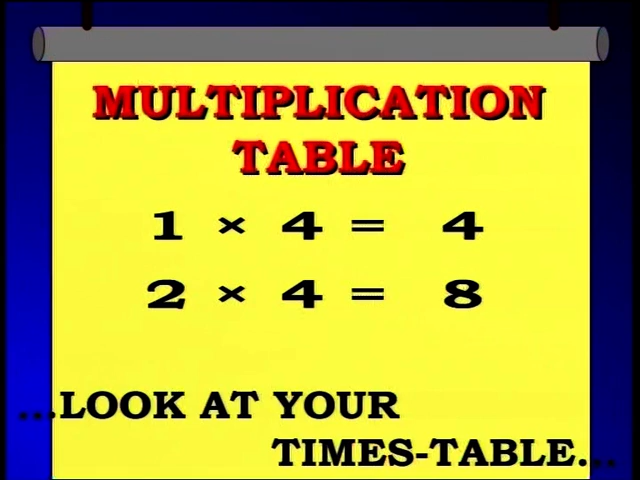 MULTIPLICATION
TABLE
1 × 4 = 4
2 × 4 = 8
...LOOK AT YOUR
TIMES-TABLE...